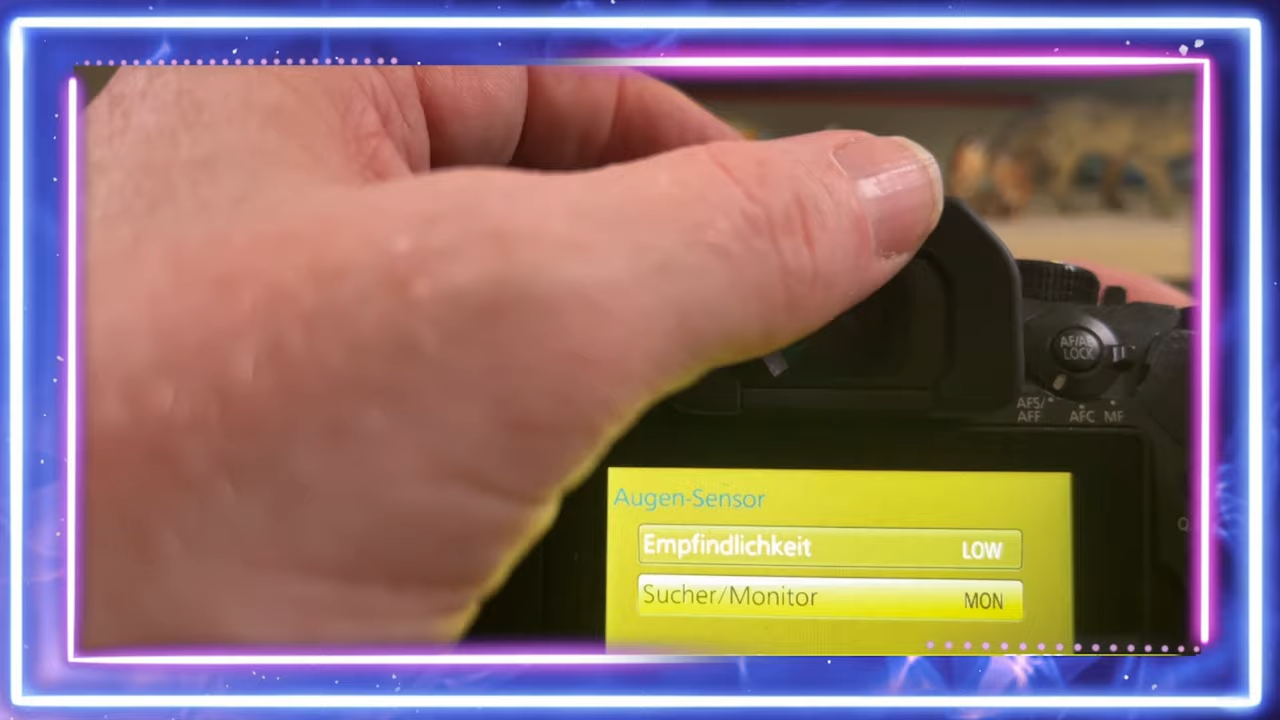 AF/AE
LOCK
AFS/
AFF
AFC
MF
Q
Augen-Sensor
Empfindlichkeit LOW
Sucher/Monitor MON